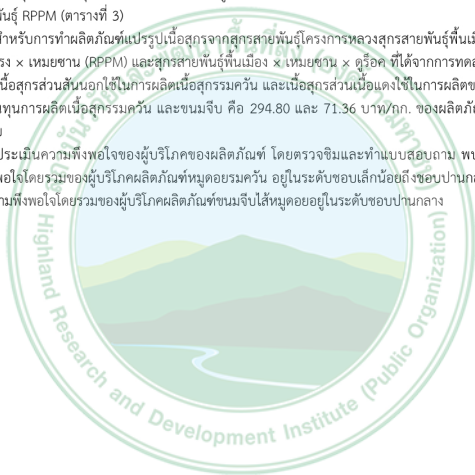 พันธุ์ RPPM (ตารางที่ 3)
สำหรับการทำผลิตภัณฑ์แปรรูปเนื้อสุกรจากสุกรสายพันธุ์โครงการหลวงสุกรสายพันธุ์พื้นเมือง
× เหมยซาน (RPPM) และสุกรสายพันธุ์พื้นเมือง × เหมยซาน × ดูร็อค ที่ได้จากการทดสอบ
เนื้อสุกรส่วนสันนอกใช้ในการผลิตเนื้อสุกรรมควัน และเนื้อสุกรส่วนเนื้อแดงใช้ในการผลิต
ทุนการผลิตเนื้อสุกรรมควัน และขนมจีบ คือ 294.80 และ 71.36 บาท/กก. ของผลิตภัณฑ์
ประเมินความพึงพอใจของผู้บริโภคของผลิตภัณฑ์ โดยตรวจชิมและทำแบบสอบถาม พบ
พอใจโดยรวมของผู้บริโภคผลิตภัณฑ์หมูดอยรมควัน อยู่ในระดับชอบเล็กน้อยถึงชอบปานกลาง
ความพึงพอใจโดยรวมของผู้บริโภคผลิตภัณฑ์ขนมจีบไส้หมูดอยอยู่ในระดับชอบปานกลาง
Highland Research and Development Institute (Public Organization)